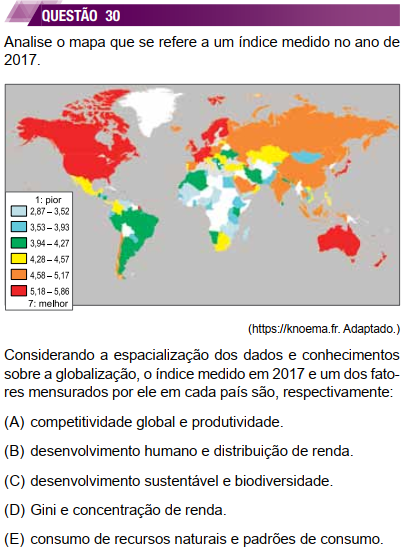 QUESTÃO 30
Analise o mapa que se refere a um índice medido no ano de
2017.
1: pior
2,87 – 3,52
3,53 – 3,93
3,94 – 4,27
4,28 – 4,57
4,58 – 5,17
5,18 – 5,86
7: melhor
(https://knoema.fr. Adaptado.)
Considerando a espacialização dos dados e conhecimentos
sobre a globalização, o índice medido em 2017 e um dos fato-
res mensurados por ele em cada país são, respectivamente:
(A) competitividade global e produtividade.
(B) desenvolvimento humano e distribuição de renda.
(C) desenvolvimento sustentável e biodiversidade.
(D) Gini e concentração de renda.
(E) consumo de recursos naturais e padrões de consumo.